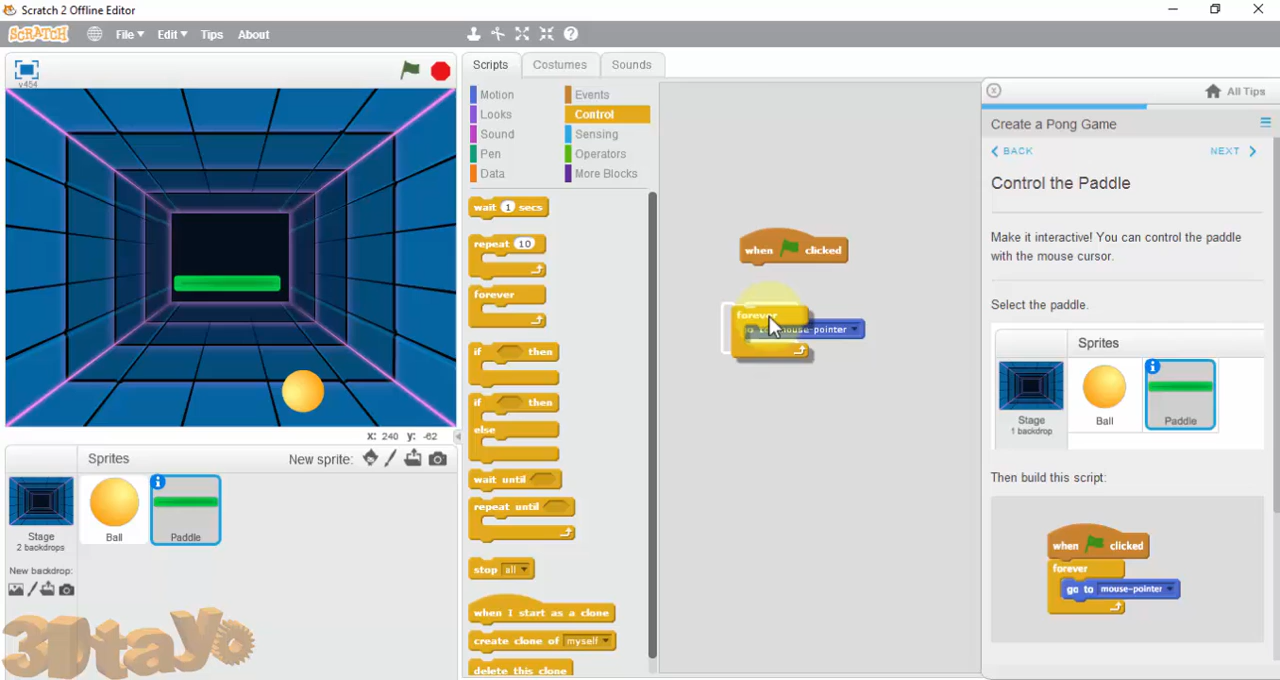 Scratch 2 Offline Editor
SCRATCH File Edit Tips About
v454
Scripts Costumes Sounds
Motion Events
Looks Control
Sound Sensing
Pen Operators
Data More Blocks
wait 1 secs
repeat 10
forever
if then
if then
else
wait until
repeat until
stop all
when I start as a clone
create clone of myself
delete this clone
when clicked
forever
mouse-pointer
X: 240 y: -62
Sprites New sprite:
Stage
2 backdrops
New backdrop:
Ball
Paddle
3DtaYo
x All Tips
Create a Pong Game
BACK NEXT
Control the Paddle
Make it interactive! You can control the paddle
with the mouse cursor.
Select the paddle.
Sprites
Stage
1 backdrop
Ball
Paddle
Then build this script:
when clicked
forever
go to mouse-pointer